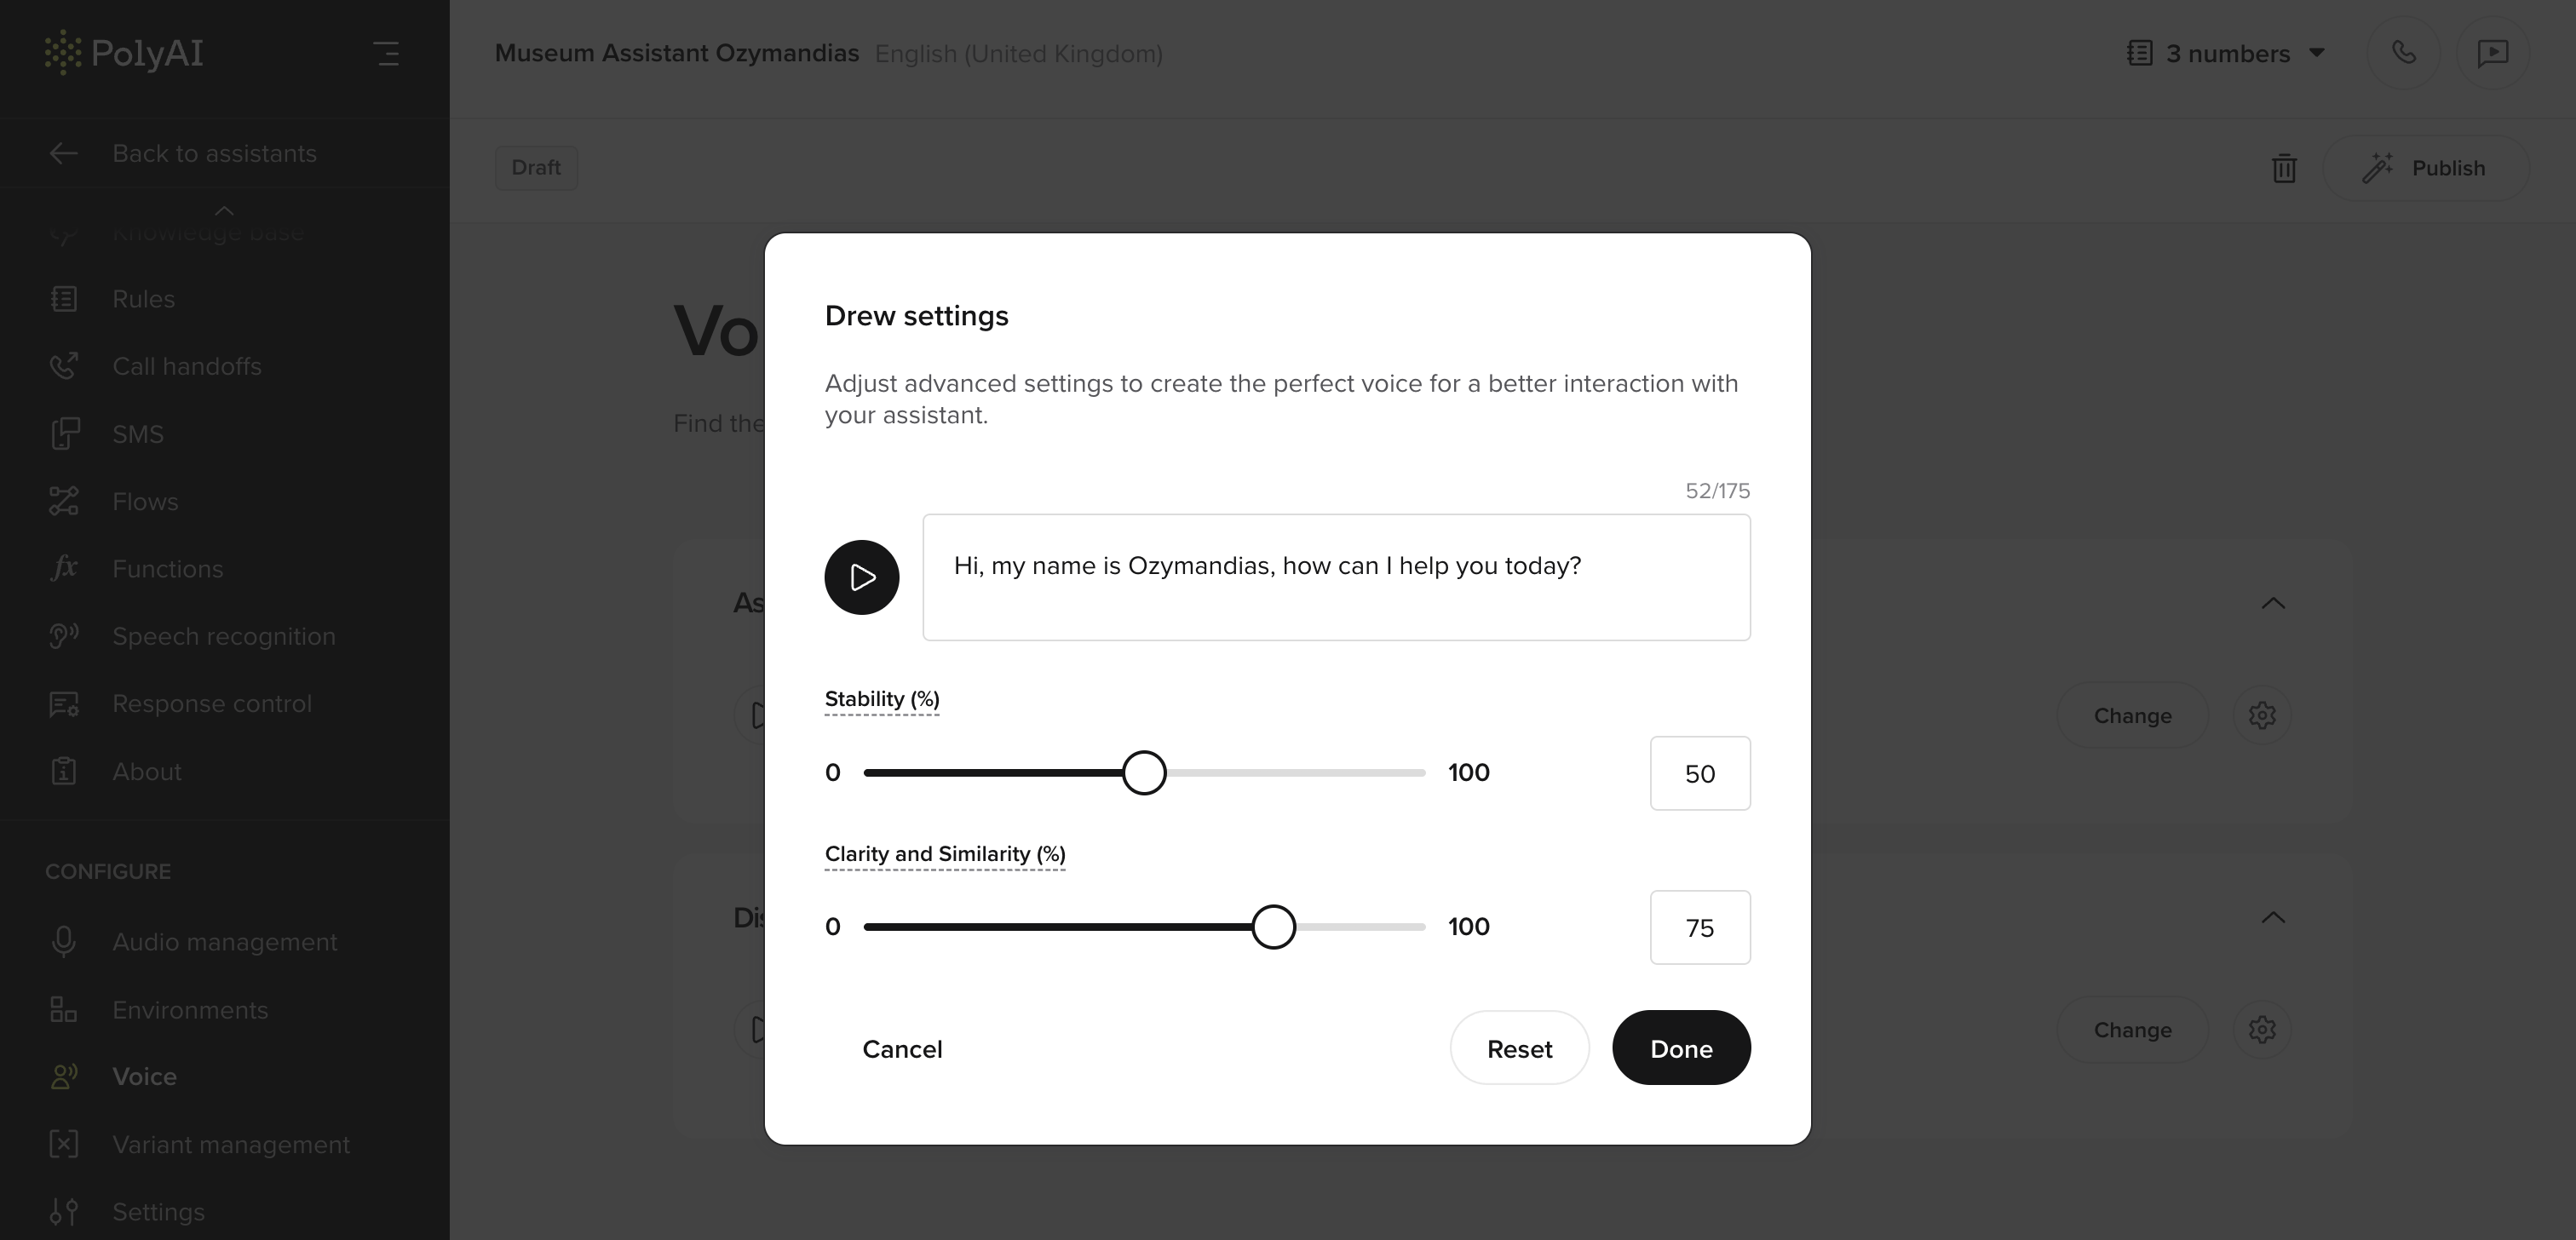 PolyAI
Back to assistants
Knowledge base
Rules
Call handoffs
SMS
Flows
fx Functions
Speech recognition
Response control
About
CONFIGURE
Audio management
Environments
Voice
Variant management
Settings
Museum Assistant Ozymandias English (United Kingdom)
3 numbers
Draft
Publish
Vo
Find the
As
Change
Dis
Change
Drew settings
Adjust advanced settings to create the perfect voice for a better interaction with
your assistant.
52/175
Hi, my name is Ozymandias, how can I help you today?
Stability (%)
0 100 50
Clarity and Similarity (%)
0 100 75
Cancel Reset Done